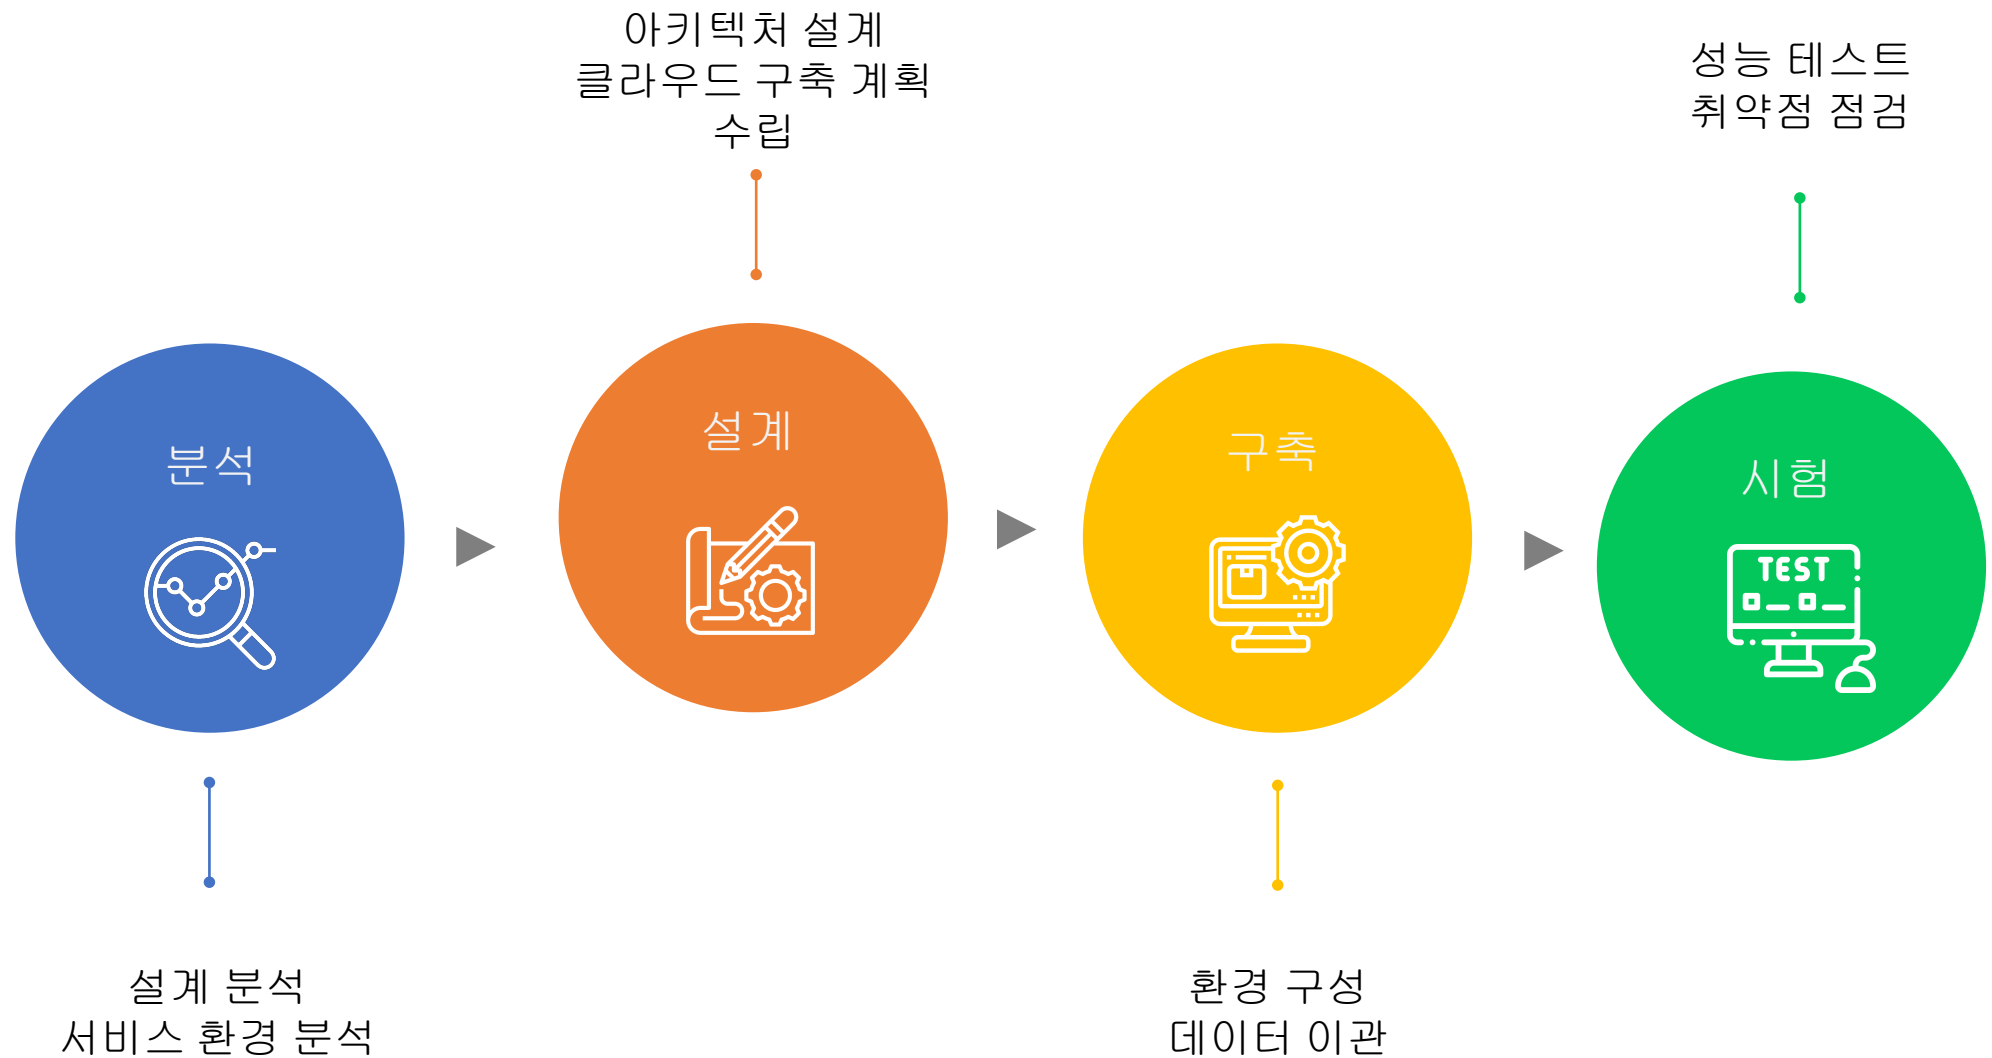 아키텍처 설계
클라우드 구축 계획
수립
성능 테스트
취약점 점검
분석
설계
구축
시험
TEST
설계 분석
서비스 환경 분석
환경 구성
데이터 이관